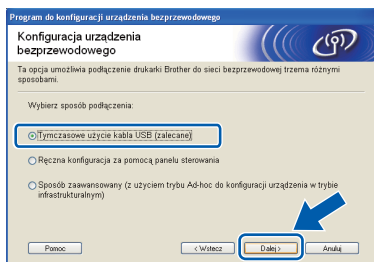 Program do konfiguracji urządzenia bezprzewodowego
Konfiguracja urządzenia
bezprzewodowego
Ta opcja umożliwia podłączenie drukarki Brother do sieci bezprzewodowej trzema różnymi
sposobami.
Wybierz sposób podłączenia:
Tymczasowe użycie kabla USB (zalecane)
Ręczna konfiguracja za pomocą panelu sterowania
Sposób zaawansowany (z użyciem trybu Ad-hoc do konfiguracji urządzenia w trybie
infrastrukturalnym)
Pomoc < Wstecz Dalej > Anuluj